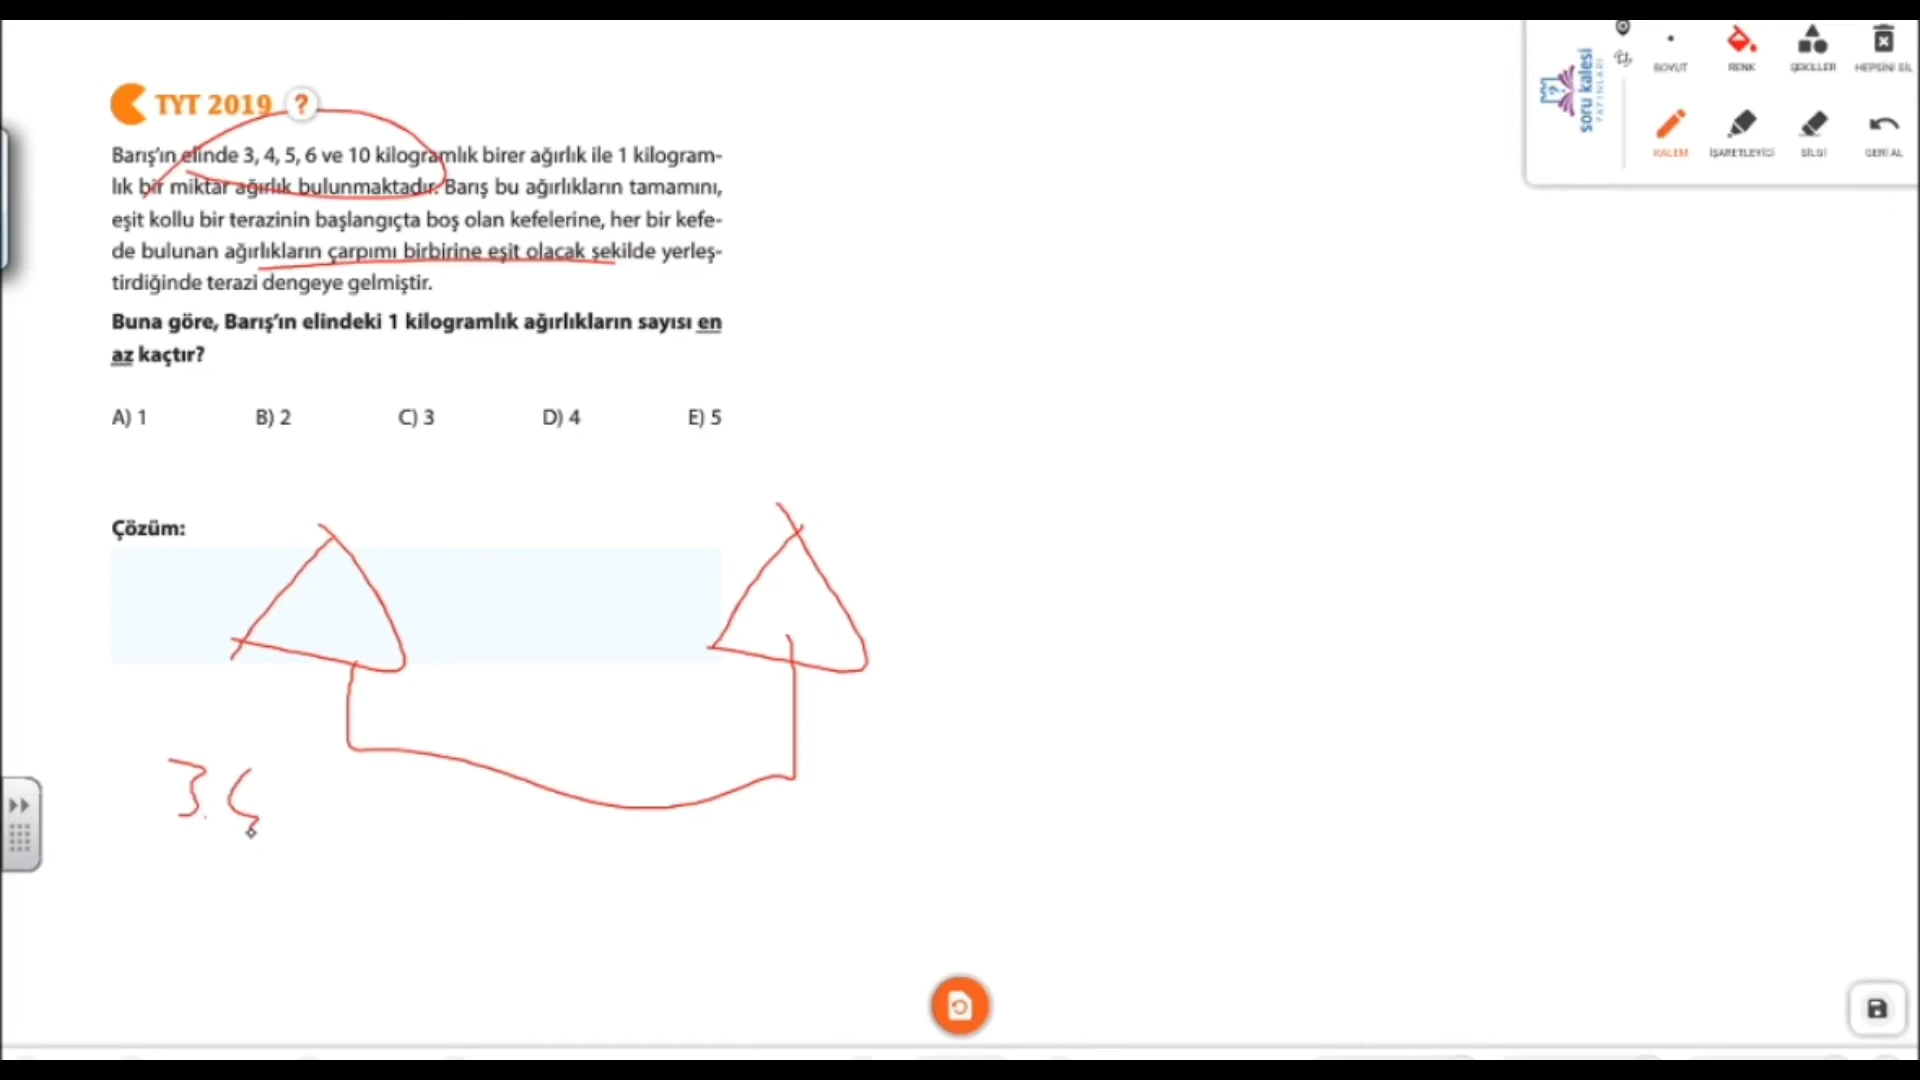 TYT 2019 ?
Barış'ın elinde 3, 4, 5, 6 ve 10 kilogramlık birer ağırlık ile 1 kilogram-
lık bir miktar ağırlık bulunmaktadır. Barış bu ağırlıkların tamamını,
eşit kollu bir terazinin başlangıçta boş olan kefelerine, her bir kefe-
de bulunan ağırlıkların çarpımı birbirine eşit olacak şekilde yerleş-
tirdiğinde terazi dengeye gelmiştir.
Buna göre, Barış'ın elindeki 1 kilogramlık ağırlıkların sayısı en
az kaçtır?
A) 1 B) 2 C) 3 D) 4 E) 5
Çözüm:
3.
soru kalesi
YAYINLARI
BOYUT RENK ŞEKİLLER HEPSİNİ SİL
KALEM İŞARETLEYİCİ SİLGİ GERİ AL